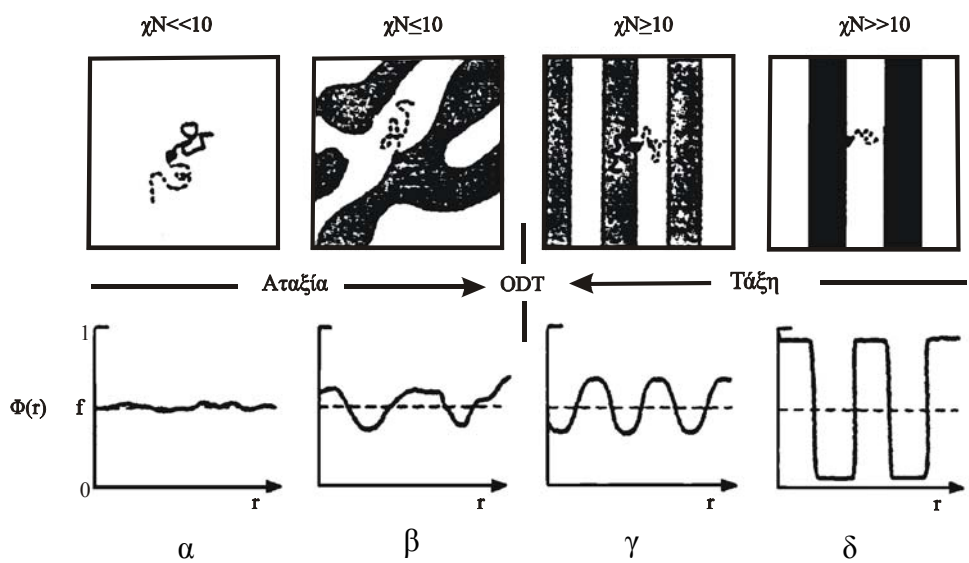 χN<<10 χN≤10 χN≥10 χN>>10
Αταξία ODT Τάξη
1
Φ(r) f
0
r r r r
α β γ δ